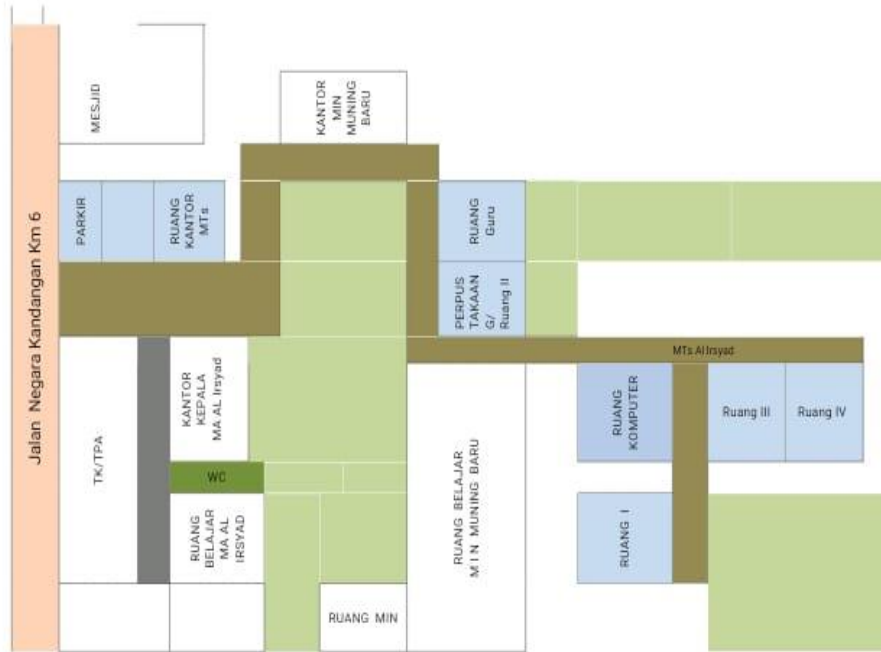 Jalan Negara Kandangan Km 6
MESJID
KANTOR
MIN
MUNING
BARU
PARKIR
RUANG
KANTOR
MTs
RUANG
Guru
PERPUS
TAKAAN
G/
Ruang II
MTs Al Irsyad
TK/TPA
KANTOR
KEPALA
MA AL Irsyad
WC
RUANG
BELAJAR
MA AL
IRSYAD
RUANG MIN
RUANG BELAJAR
M I N MUNING BARU
RUANG
KOMPUTER
Ruang III
Ruang IV
RUANG I